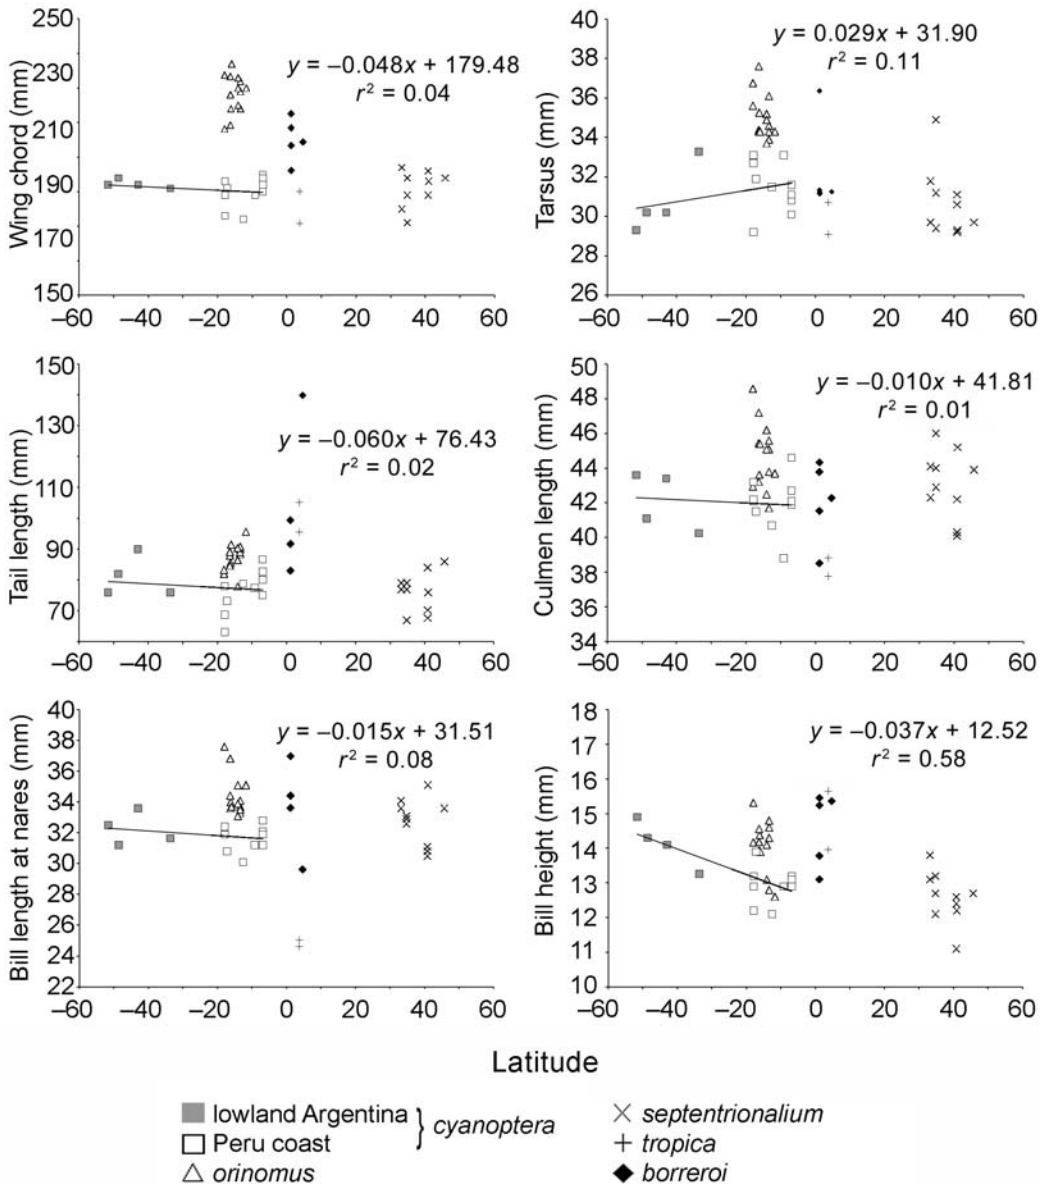 Wing chord (mm)
250
230
210
190
170
150
y = −0.048x + 179.48
r² = 0.04
−60 −40 −20 0 20 40 60
Tarsus (mm)
40
38
36
34
32
30
28
26
y = 0.029x + 31.90
r² = 0.11
−60 −40 −20 0 20 40 60
Tail length (mm)
150
130
110
90
70
y = −0.060x + 76.43
r² = 0.02
−60 −40 −20 0 20 40 60
Culmen length (mm)
50
48
46
44
42
40
38
36
34
y = −0.010x + 41.81
r² = 0.01
−60 −40 −20 0 20 40 60
Bill length at nares (mm)
40
38
36
34
32
30
28
26
24
22
y = −0.015x + 31.51
r² = 0.08
−60 −40 −20 0 20 40 60
Bill height (mm)
18
17
16
15
14
13
12
11
10
y = −0.037x + 12.52
r² = 0.58
−60 −40 −20 0 20 40 60
Latitude
lowland Argentina
Peru coast
cyanoptera
orinomus
septentrionalium
tropica
borreroi